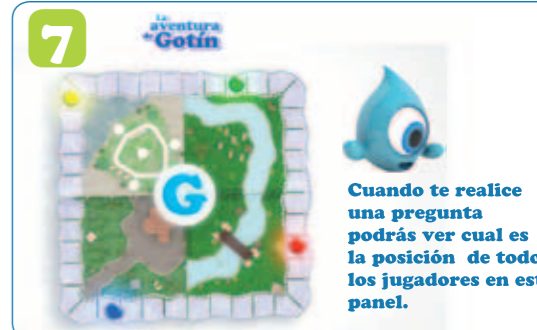 7
La
aventura
de Gotín
G
Cuando te realice
una pregunta
podrás ver cual es
la posición de todo
los jugadores en est
panel.